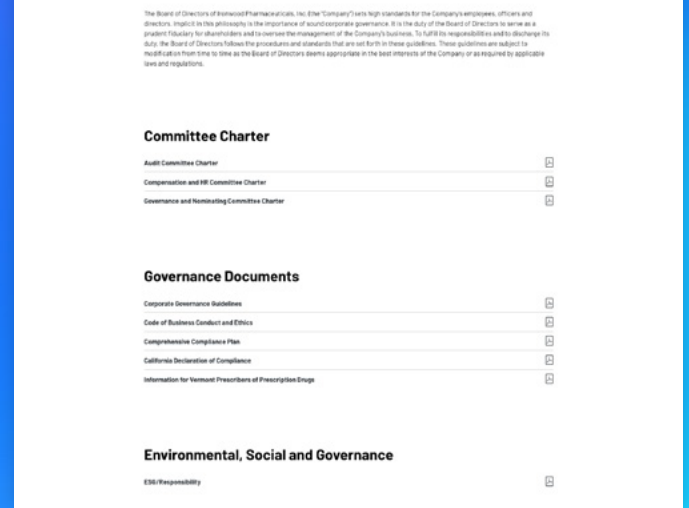 The Board of Directors of Ironwood Pharmaceuticals, Inc. (the "Company") sets high standards for the Company's employees, officers and
directors. Implicit in this philosophy is the importance of sound corporate governance. It is the duty of the Board of Directors to serve as a
prudent fiduciary for shareholders and to oversee the management of the Company's business. To fulfill its responsibilities and to discharge its
duty, the Board of Directors follows the procedures and standards that are set forth in these guidelines. These guidelines are subject to
modification from time to time as the Board of Directors deems appropriate in the best interests of the Company or as required by applicable
laws and regulations.
Committee Charter
Audit Committee Charter
Compensation and HR Committee Charter
Governance and Nominating Committee Charter
Governance Documents
Corporate Governance Guidelines
Code of Business Conduct and Ethics
Comprehensive Compliance Plan
California Declaration of Compliance
Information for Vermont Prescribers of Prescription Drugs
Environmental, Social and Governance
ESG/Responsibility